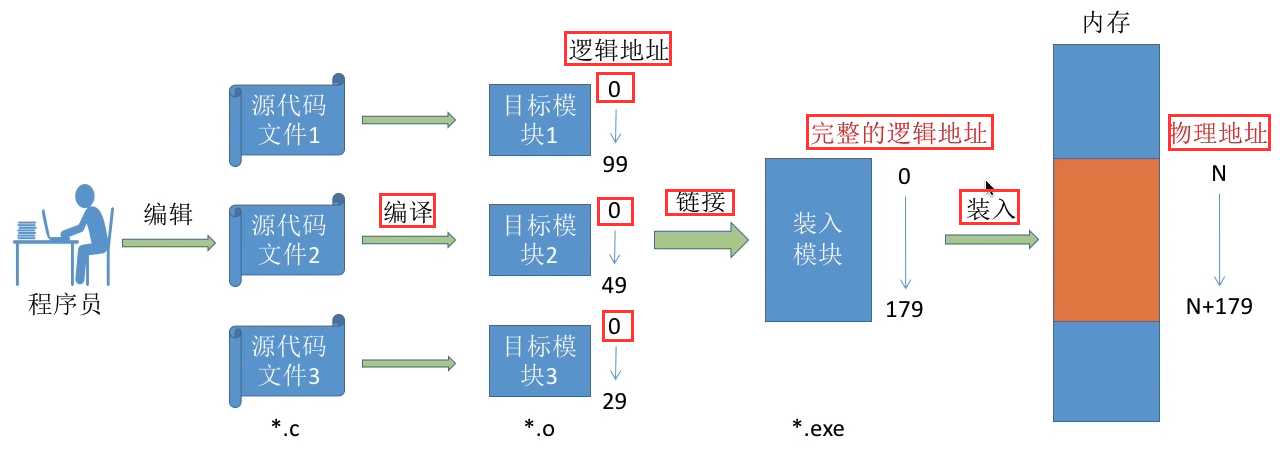 内存
逻辑地址
0
源代码
文件1
目标模
块1
99
完整的逻辑地址
物理地址
程序员
编辑
源代码
文件2
编译
目标模
块2
0
49
链接
装入
模块
0
179
装入
N
N+179
源代码
文件3
目标模
块3
0
29
*.c
*.o
*.exe